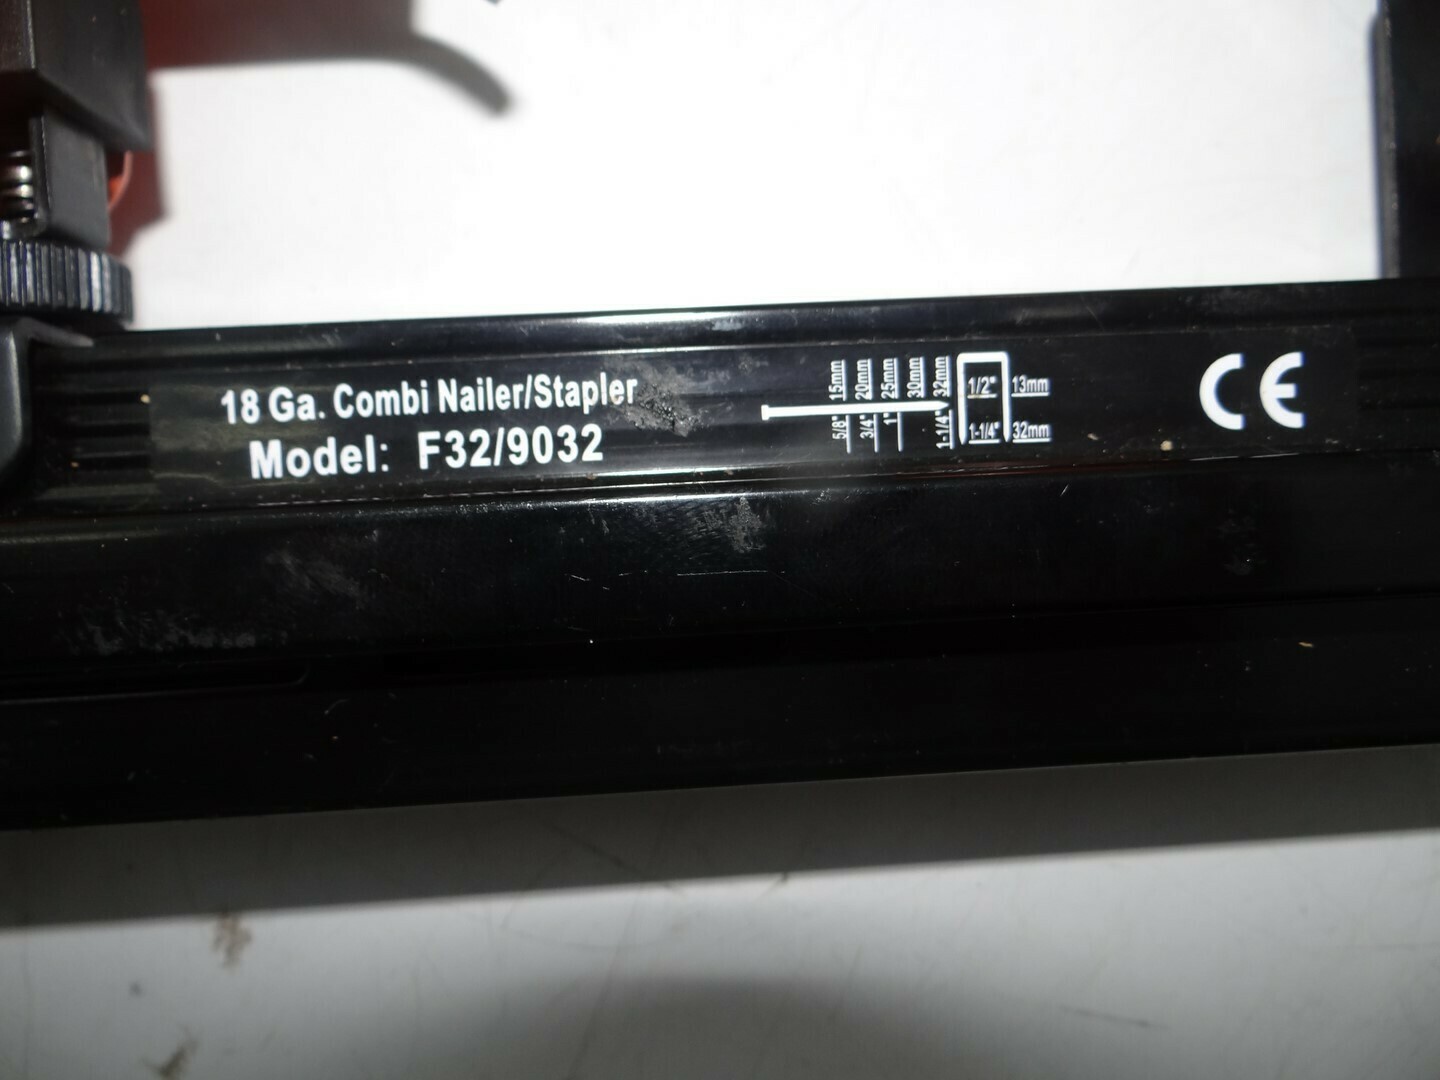 18 Ga. Combi Nailer/Stapler
Model: F32/9032
15mm 20mm 25mm 30mm 32mm
5/8" 3/4" 1" 1-1/4"
1/2" 13mm
1-1/4" 32mm
CE